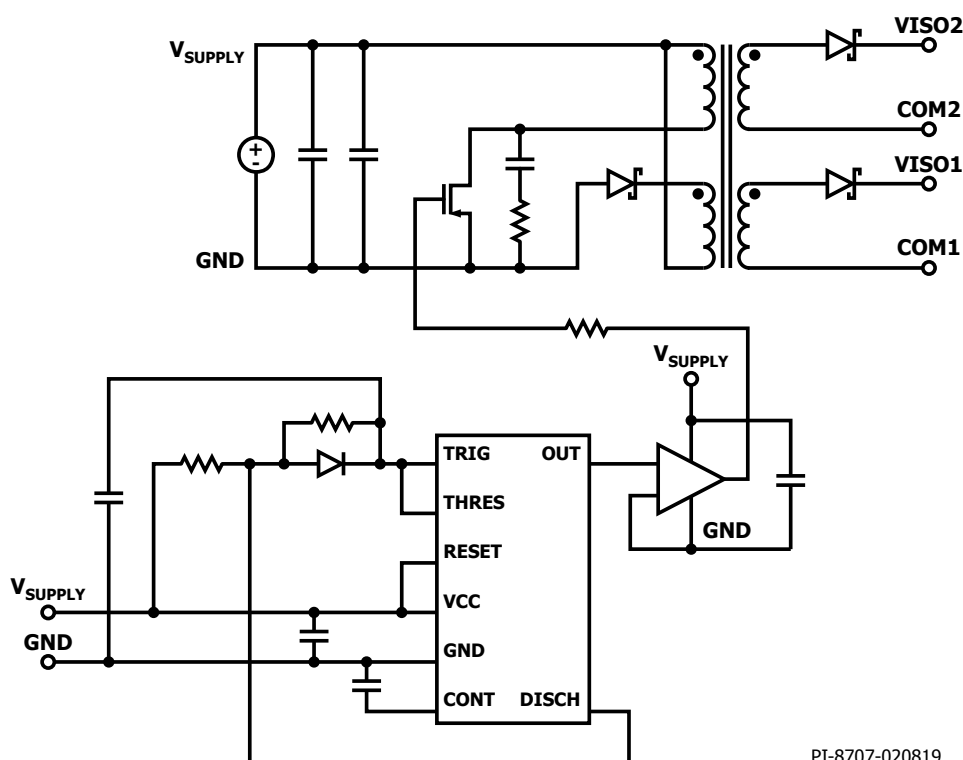 VISO2
VSUPPLY
COM2
+
-
VISO1
GND
COM1
VSUPPLY
TRIG OUT
THRES
GND
RESET
VSUPPLY
VCC
GND
GND
CONT DISCH
PI-8707-020819